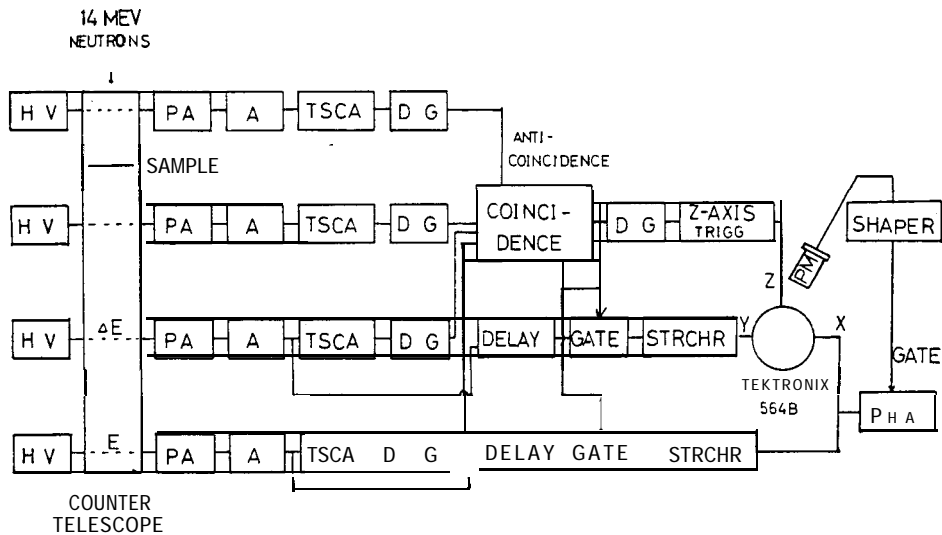 14 MEV
NEUTRONS
H V PA A TSCA D G
ANTI-
COINCIDENCE
SAMPLE
H V PA A TSCA D G COINCI-
DENCE D G Z-AXIS
TRIGG PM SHAPER
Z
H V ΔE PA A TSCA D G DELAY GATE STRCHR Y X
GATE
TEKTRONIX
564B
PHA
H V E PA A TSCA D G DELAY GATE STRCHR
COUNTER
TELESCOPE